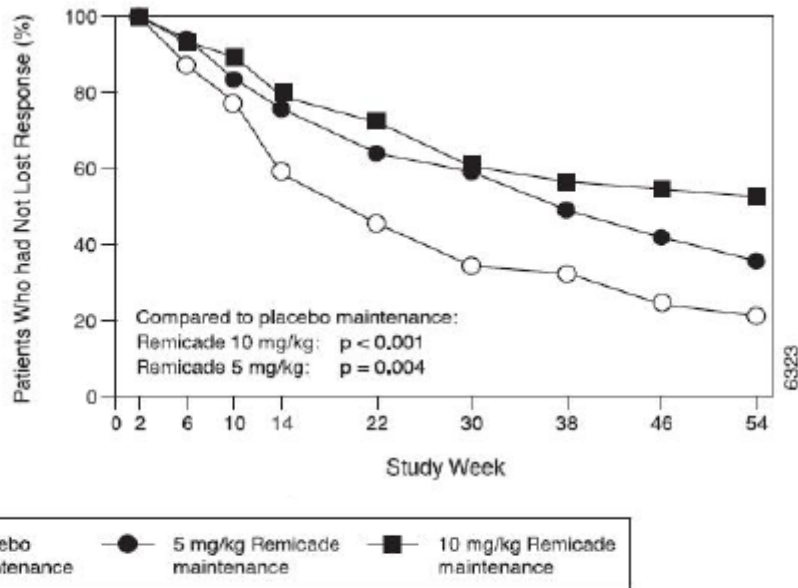 Patients Who had Not Lost Response (%)
100
80
60
40
20
0
Compared to placebo maintenance:
Remicade 10 mg/kg: p < 0.001
Remicade 5 mg/kg: p = 0.004
6323
0 2 6 10 14 22 30 38 46 54
Study Week
ebo
ntenance
5 mg/kg Remicade
maintenance
10 mg/kg Remicade
maintenance